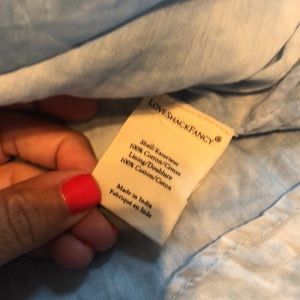 LOVESHACKFANCY®
Shell/Exterieur
100% Cotton/Coton
Lining/Doublure
100% Cotton/Coton
Made in India
Fabriqué en Inde